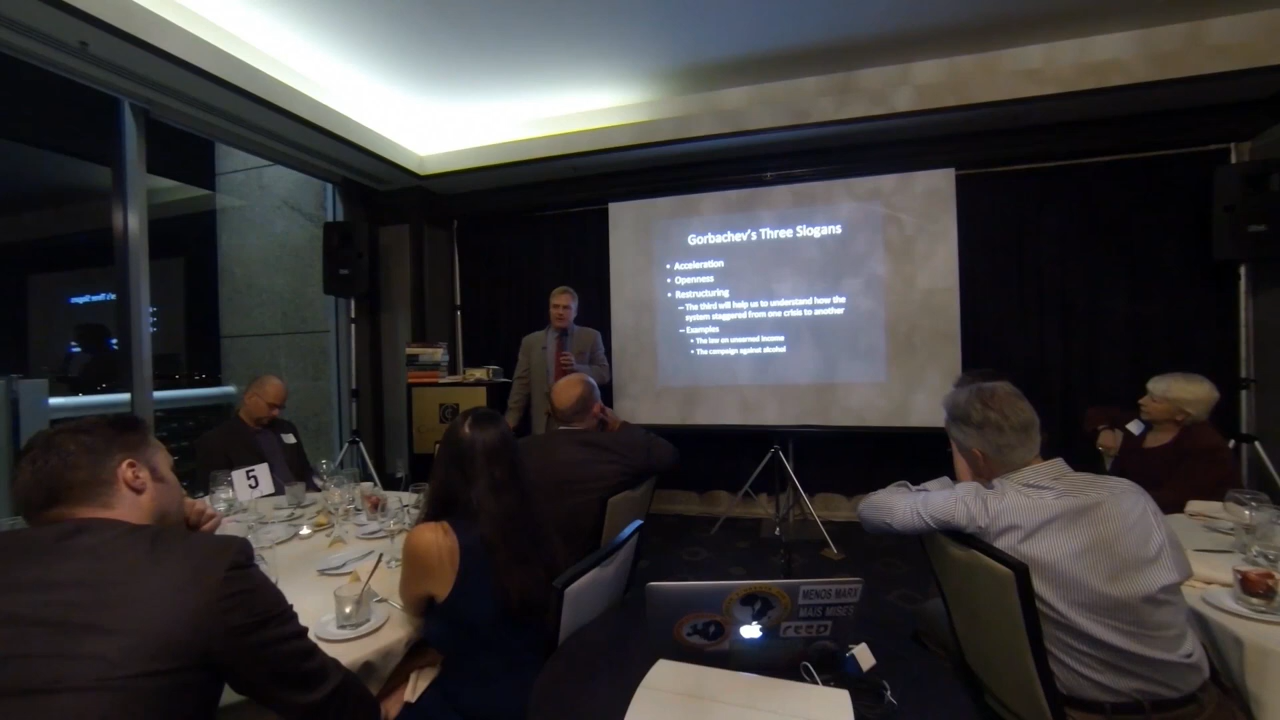 Gorbachev's Three Slogans
• Acceleration
• Openness
• Restructuring
– The third will help us to understand how the
system staggered from one crisis to another
– Examples
• The law on unearned income
• The campaign against alcohol
5
MENOS MARX
MAIS MISES
reed